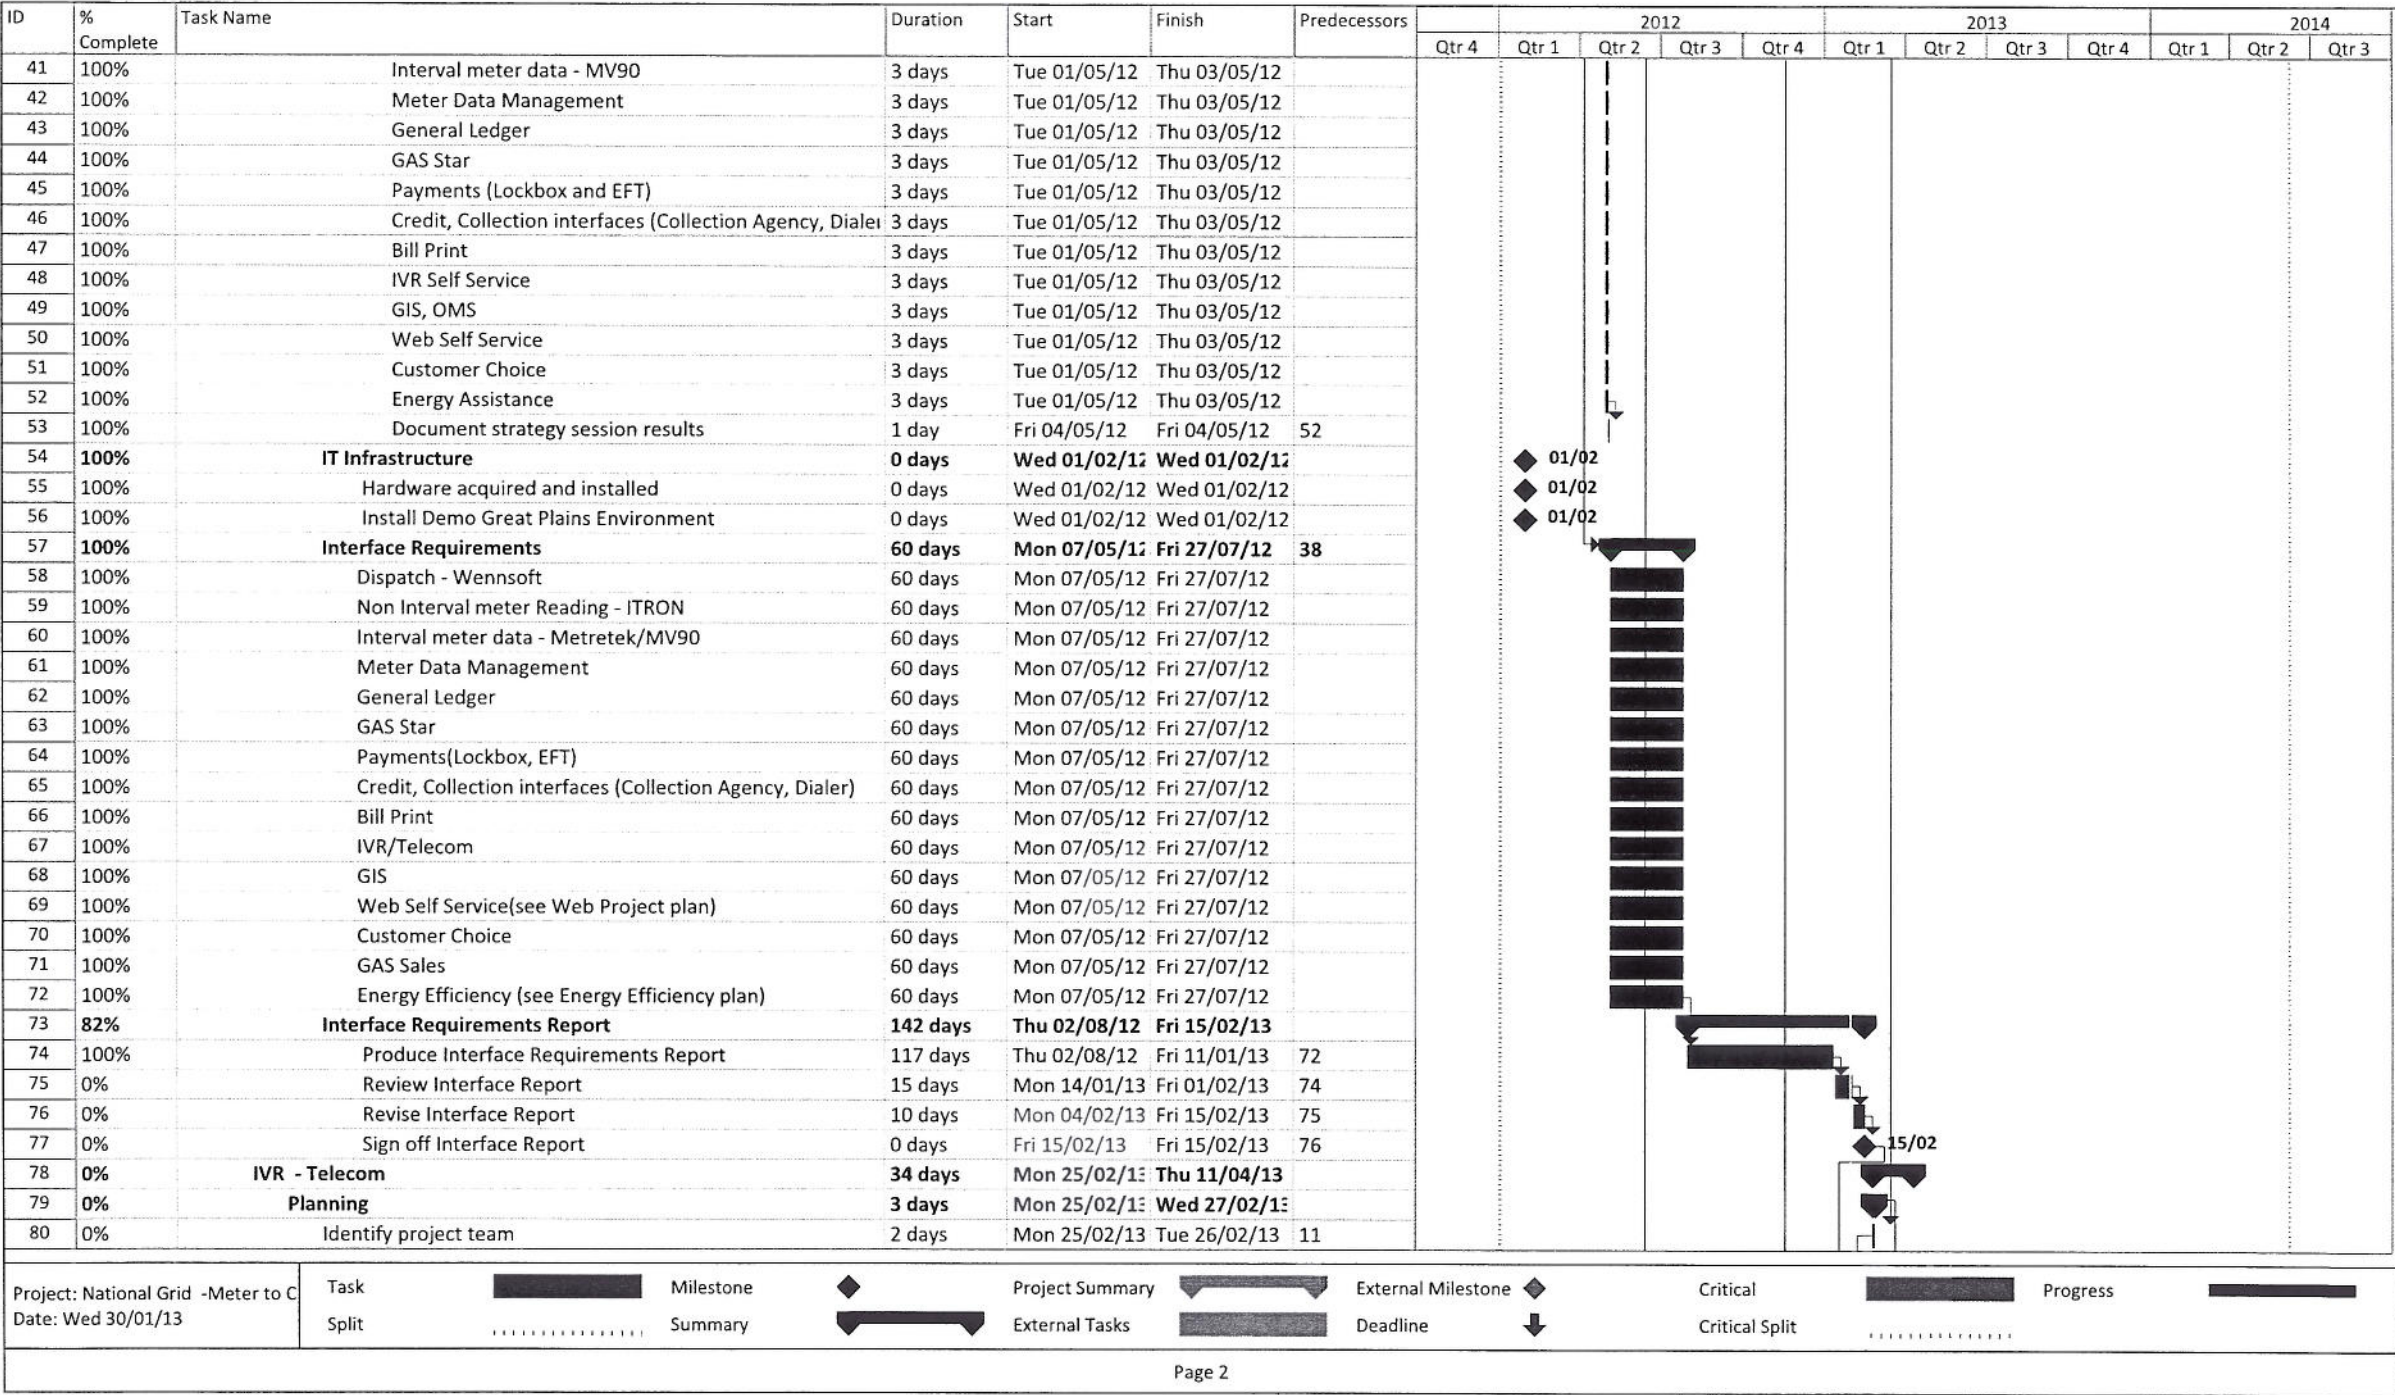 ID % Complete Task Name Duration Start Finish Predecessors 2012 2013 2014
Qtr 4 Qtr 1 Qtr 2 Qtr 3 Qtr 4 Qtr 1 Qtr 2 Qtr 3 Qtr 4 Qtr 1 Qtr 2 Qtr 3
41 100% Interval meter data - MV90 3 days Tue 01/05/12 Thu 03/05/12
42 100% Meter Data Management 3 days Tue 01/05/12 Thu 03/05/12
43 100% General Ledger 3 days Tue 01/05/12 Thu 03/05/12
44 100% GAS Star 3 days Tue 01/05/12 Thu 03/05/12
45 100% Payments (Lockbox and EFT) 3 days Tue 01/05/12 Thu 03/05/12
46 100% Credit, Collection interfaces (Collection Agency, Dialer 3 days Tue 01/05/12 Thu 03/05/12
47 100% Bill Print 3 days Tue 01/05/12 Thu 03/05/12
48 100% IVR Self Service 3 days Tue 01/05/12 Thu 03/05/12
49 100% GIS, OMS 3 days Tue 01/05/12 Thu 03/05/12
50 100% Web Self Service 3 days Tue 01/05/12 Thu 03/05/12
51 100% Customer Choice 3 days Tue 01/05/12 Thu 03/05/12
52 100% Energy Assistance 3 days Tue 01/05/12 Thu 03/05/12
53 100% Document strategy session results 1 day Fri 04/05/12 Fri 04/05/12 52
54 100% IT Infrastructure 0 days Wed 01/02/12 Wed 01/02/12 01/02
55 100% Hardware acquired and installed 0 days Wed 01/02/12 Wed 01/02/12 01/02
56 100% Install Demo Great Plains Environment 0 days Wed 01/02/12 Wed 01/02/12 01/02
57 100% Interface Requirements 60 days Mon 07/05/12 Fri 27/07/12 38
58 100% Dispatch - Wennsoft 60 days Mon 07/05/12 Fri 27/07/12
59 100% Non Interval meter Reading - ITRON 60 days Mon 07/05/12 Fri 27/07/12
60 100% Interval meter data - Metretek/MV90 60 days Mon 07/05/12 Fri 27/07/12
61 100% Meter Data Management 60 days Mon 07/05/12 Fri 27/07/12
62 100% General Ledger 60 days Mon 07/05/12 Fri 27/07/12
63 100% GAS Star 60 days Mon 07/05/12 Fri 27/07/12
64 100% Payments(Lockbox, EFT) 60 days Mon 07/05/12 Fri 27/07/12
65 100% Credit, Collection interfaces (Collection Agency, Dialer) 60 days Mon 07/05/12 Fri 27/07/12
66 100% Bill Print 60 days Mon 07/05/12 Fri 27/07/12
67 100% IVR/Telecom 60 days Mon 07/05/12 Fri 27/07/12
68 100% GIS 60 days Mon 07/05/12 Fri 27/07/12
69 100% Web Self Service(see Web Project plan) 60 days Mon 07/05/12 Fri 27/07/12
70 100% Customer Choice 60 days Mon 07/05/12 Fri 27/07/12
71 100% GAS Sales 60 days Mon 07/05/12 Fri 27/07/12
72 100% Energy Efficiency (see Energy Efficiency plan) 60 days Mon 07/05/12 Fri 27/07/12
73 82% Interface Requirements Report 142 days Thu 02/08/12 Fri 15/02/13
74 100% Produce Interface Requirements Report 117 days Thu 02/08/12 Fri 11/01/13 72
75 0% Review Interface Report 15 days Mon 14/01/13 Fri 01/02/13 74
76 0% Revise Interface Report 10 days Mon 04/02/13 Fri 15/02/13 75
77 0% Sign off Interface Report 0 days Fri 15/02/13 Fri 15/02/13 76 15/02
78 0% IVR - Telecom 34 days Mon 25/02/13 Thu 11/04/13
79 0% Planning 3 days Mon 25/02/13 Wed 27/02/13
80 0% Identify project team 2 days Mon 25/02/13 Tue 26/02/13 11
Project: National Grid -Meter to C
Date: Wed 30/01/13
Task Milestone Project Summary External Milestone Critical Progress
Split Summary External Tasks Deadline Critical Split
Page 2